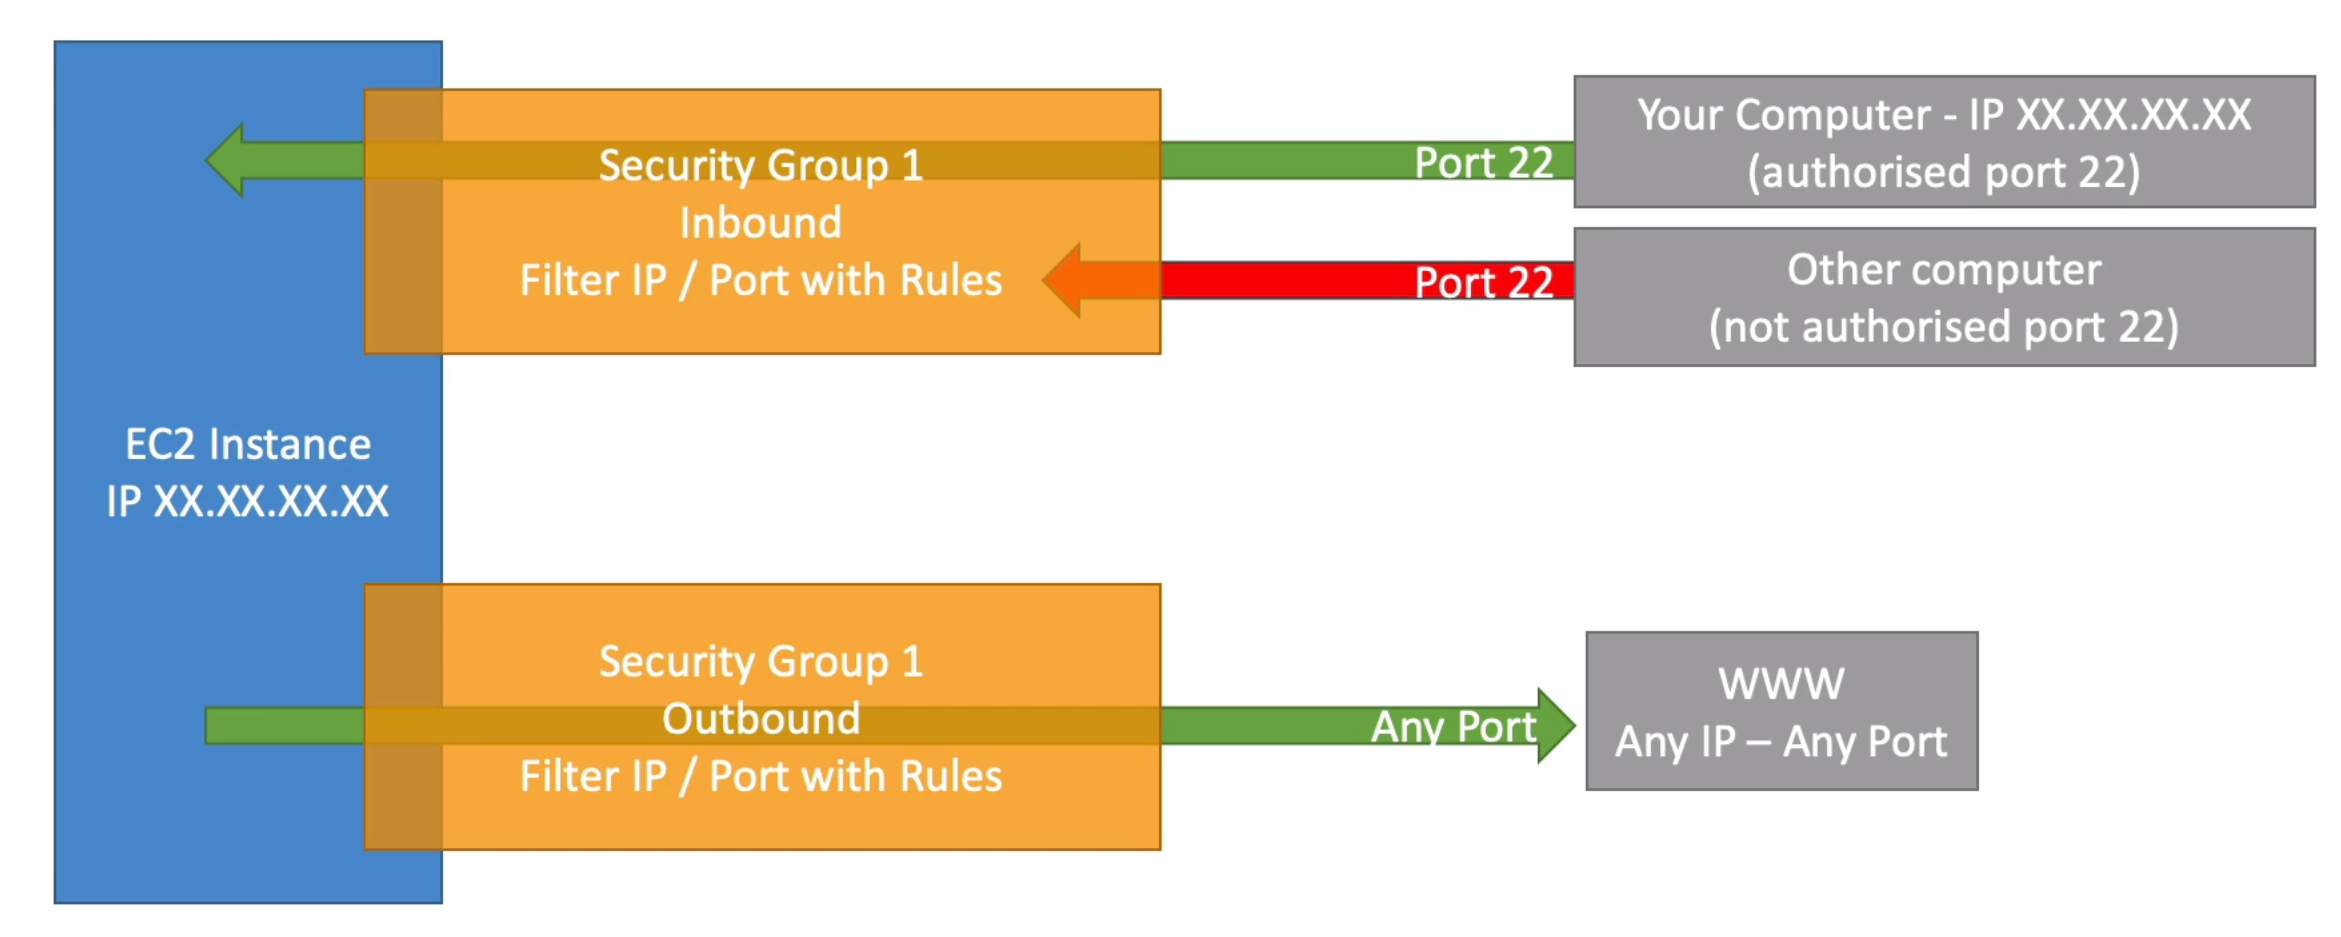 Your Computer - IP XX.XX.XX.XX
(authorised port 22)
Port 22
Security Group 1
Inbound
Filter IP / Port with Rules
Port 22
Other computer
(not authorised port 22)
EC2 Instance
IP XX.XX.XX.XX
Security Group 1
Outbound
Filter IP / Port with Rules
Any Port
WWW
Any IP – Any Port